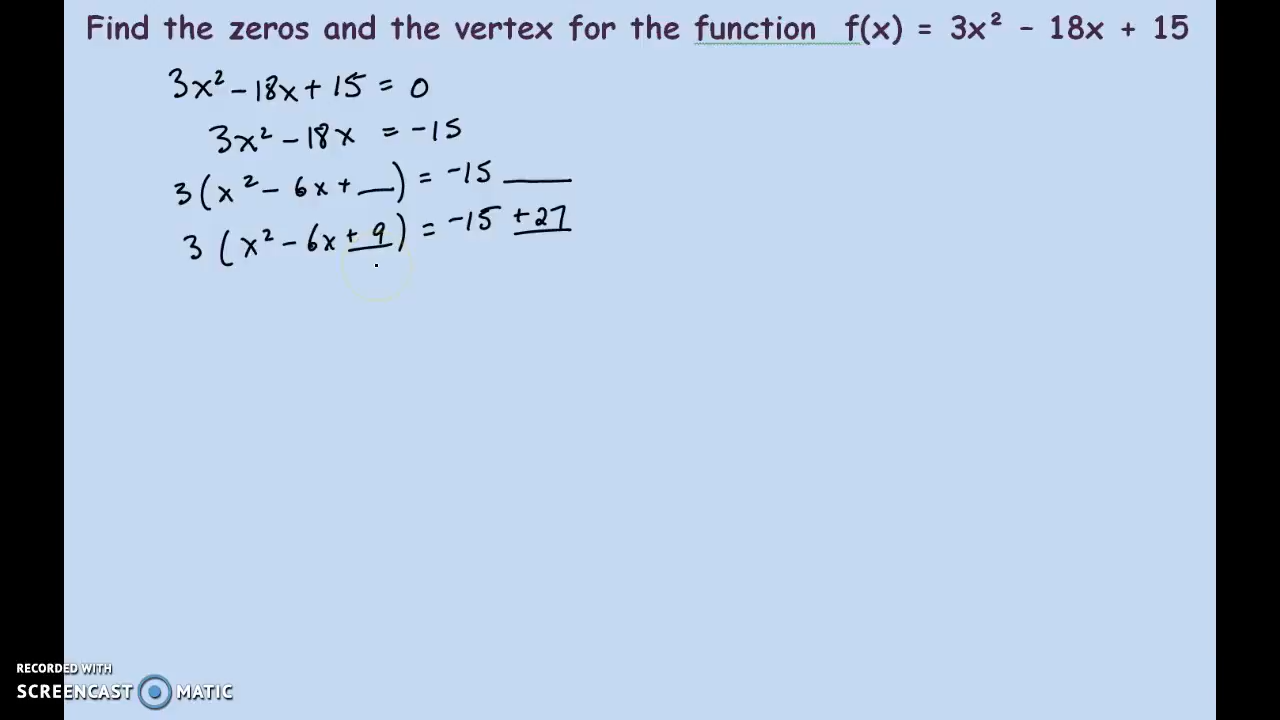 Find the zeros and the vertex for the function f(x) = 3x² - 18x + 15
3x² - 18x + 15 = 0
3x² - 18x = -15
3(x² - 6x + __) = -15 ____
3(x² - 6x + 9) = -15 + 27
RECORDED WITH
SCREENCAST MATIC